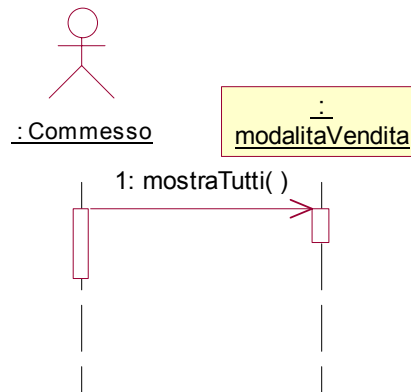 : Commesso
:
modalitaVendita
1: mostraTutti( )